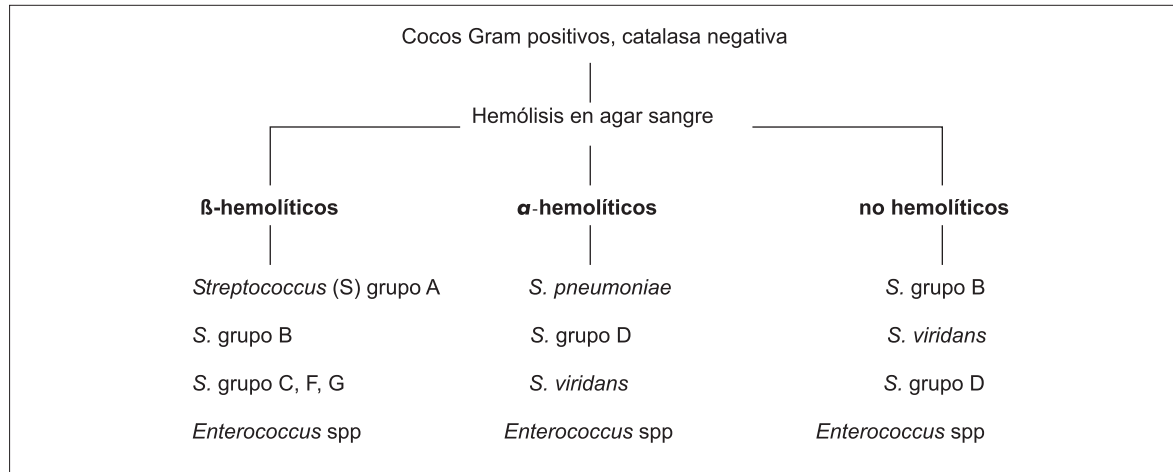 Cocos Gram positivos, catalasa negativa
Hemólisis en agar sangre
ß-hemolíticos
Streptococcus (S) grupo A
S. grupo B
S. grupo C, F, G
Enterococcus spp
α-hemolíticos
S. pneumoniae
S. grupo D
S. viridans
Enterococcus spp
no hemolíticos
S. grupo B
S. viridans
S. grupo D
Enterococcus spp